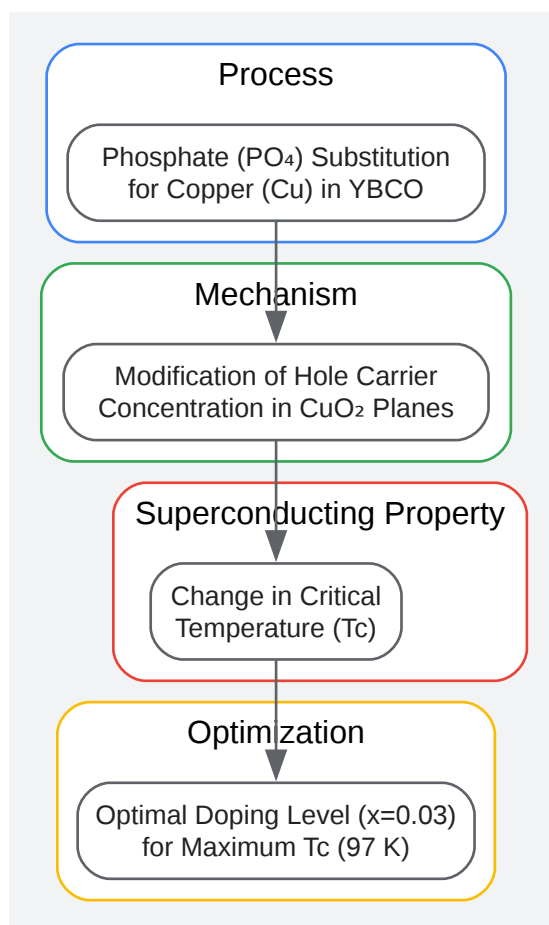 Process
Phosphate (PO₄) Substitution
for Copper (Cu) in YBCO
Mechanism
Modification of Hole Carrier
Concentration in CuO₂ Planes
Superconducting Property
Change in Critical
Temperature (Tc)
Optimization
Optimal Doping Level (x=0.03)
for Maximum Tc (97 K)